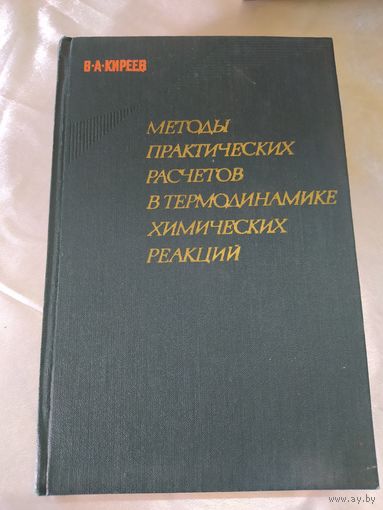 В·А·КИРЕЕВ
МЕТОДЫ
ПРАКТИЧЕСКИХ
РАСЧЕТОВ
В ТЕРМОДИНАМИКЕ
ХИМИЧЕСКИХ
РЕАКЦИЙ
www.ay.by